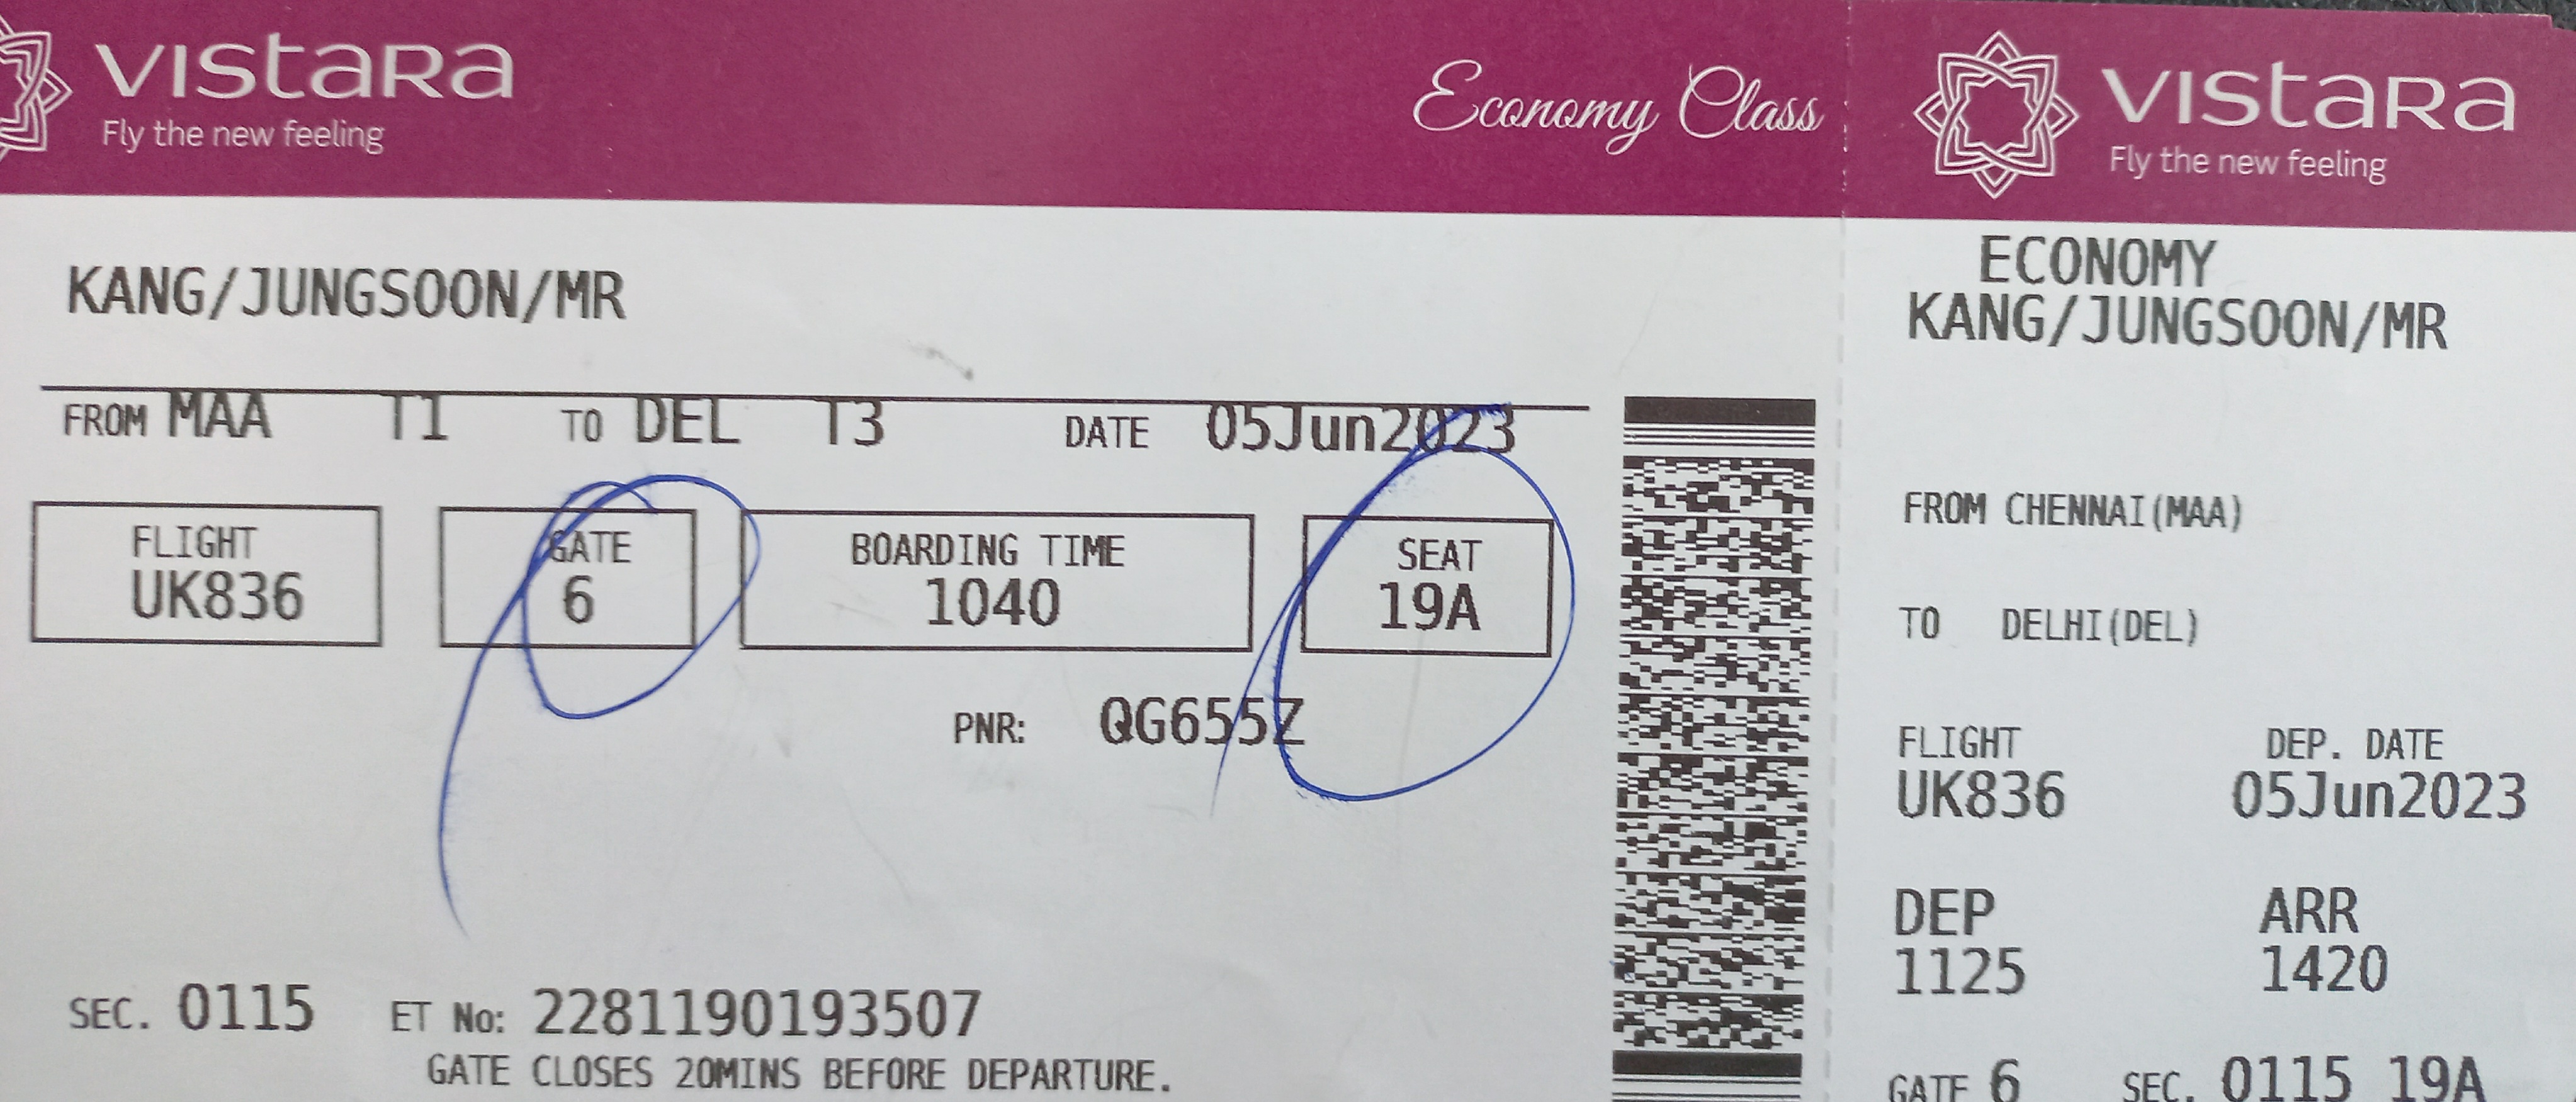 VISTARA
Fly the new feeling
Economy Class
KANG/JUNGSOON/MR
FROM MAA T1 TO DEL T3 DATE 05Jun2023
FLIGHT GATE BOARDING TIME SEAT
UK836 6 1040 19A
PNR: QG655Z
SEC. 0115 ET No: 2281190193507
GATE CLOSES 20MINS BEFORE DEPARTURE.
VISTARA
Fly the new feeling
ECONOMY
KANG/JUNGSOON/MR
FROM CHENNAI(MAA)
TO DELHI(DEL)
FLIGHT DEP. DATE
UK836 05Jun2023
DEP ARR
1125 1420
GATE 6 SEC. 0115 19A